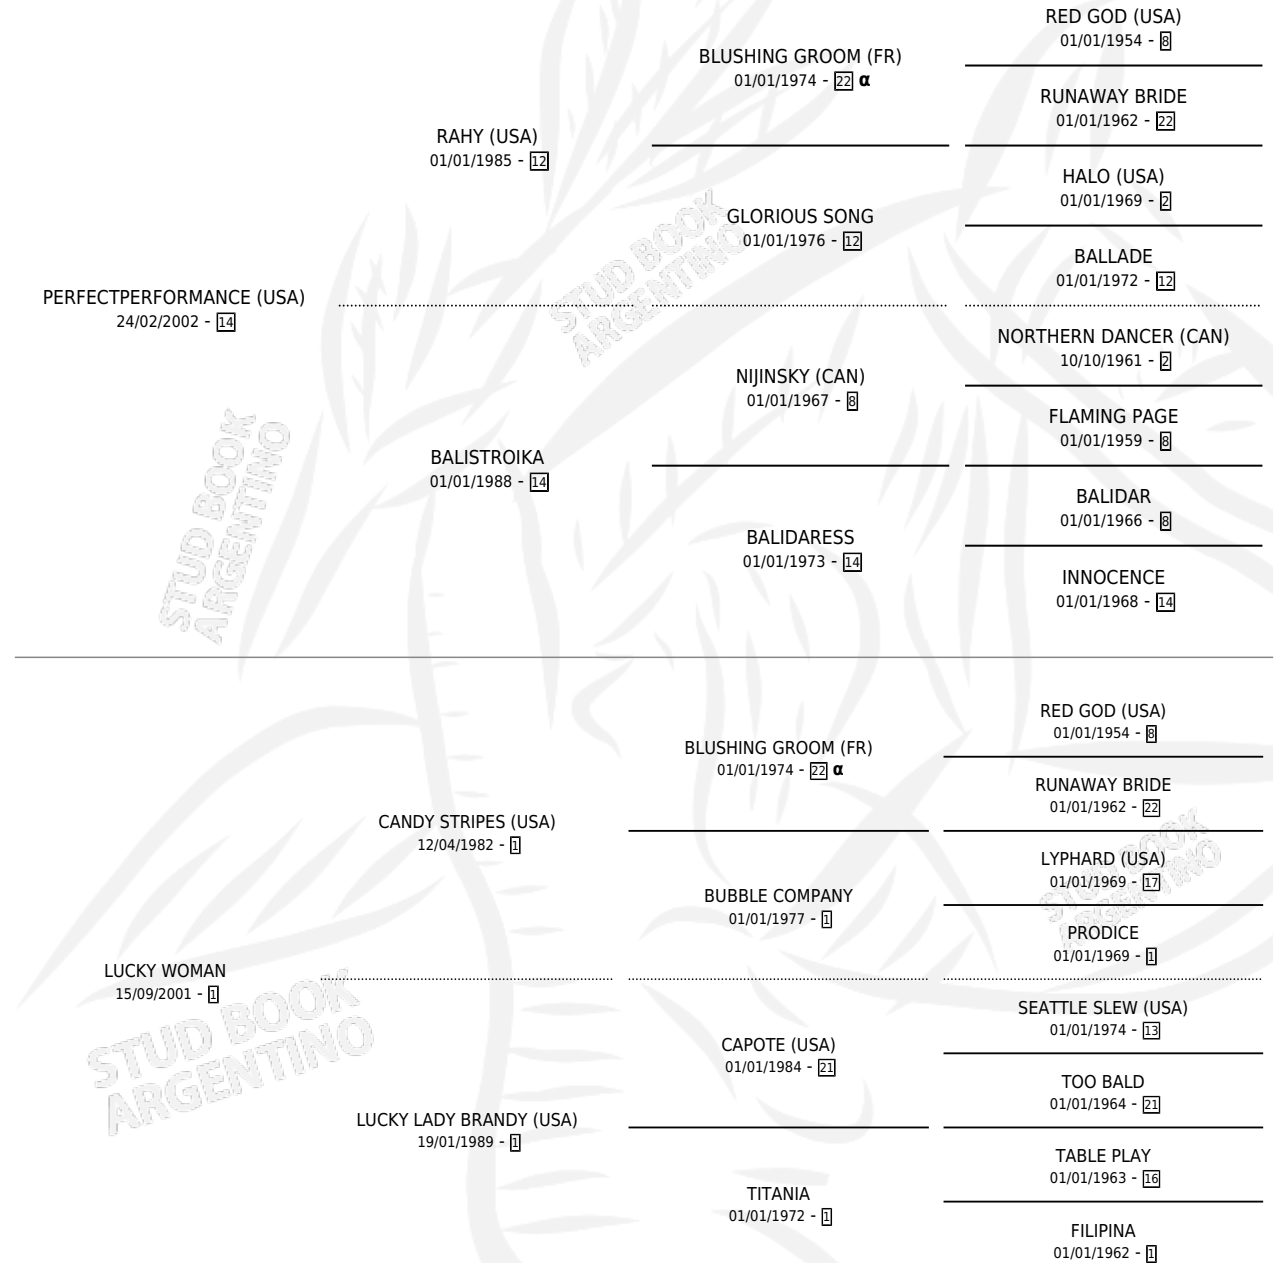 RED GOD (USA)
01/01/1954 - 8
BLUSHING GROOM (FR)
01/01/1974 - 22 α
RUNAWAY BRIDE
01/01/1962 - 22
RAHY (USA)
01/01/1985 - 12
HALO (USA)
01/01/1969 - 2
GLORIOUS SONG
01/01/1976 - 12
BALLADE
01/01/1972 - 12
PERFECTPERFORMANCE (USA)
24/02/2002 - 14
NORTHERN DANCER (CAN)
10/10/1961 - 2
NIJINSKY (CAN)
01/01/1967 - 8
FLAMING PAGE
01/01/1959 - 8
BALISTROIKA
01/01/1988 - 14
BALIDAR
01/01/1966 - 8
BALIDARESS
01/01/1973 - 14
INNOCENCE
01/01/1968 - 14
RED GOD (USA)
01/01/1954 - 8
BLUSHING GROOM (FR)
01/01/1974 - 22 α
RUNAWAY BRIDE
01/01/1962 - 22
CANDY STRIPES (USA)
12/04/1982 - 1
LYPHARD (USA)
01/01/1969 - 17
BUBBLE COMPANY
01/01/1977 - 1
PRODICE
01/01/1969 - 1
LUCKY WOMAN
15/09/2001 - 1
SEATTLE SLEW (USA)
01/01/1974 - 13
CAPOTE (USA)
01/01/1984 - 21
TOO BALD
01/01/1964 - 21
LUCKY LADY BRANDY (USA)
19/01/1989 - 1
TABLE PLAY
01/01/1963 - 16
TITANIA
01/01/1972 - 1
FILIPINA
01/01/1962 - 1
STUD BOOK
ARGENTINO
STUD BOOK
ARGENTINO
STUD BOOK
ARGENTINO
STUD BOOK
ARGENTINO